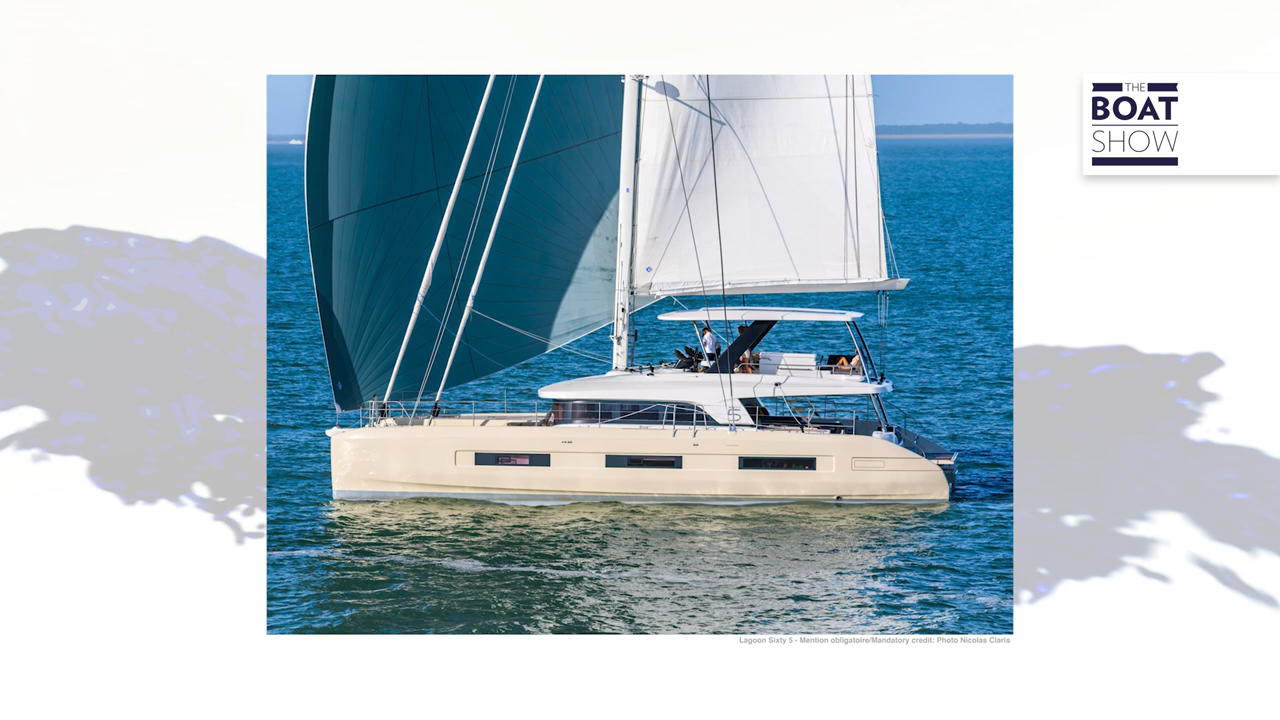 THE
BOAT
SHOW
Lagoon Sixty 5 - Mention obligatoire/Mandatory credit: Photo Nicolas Claris